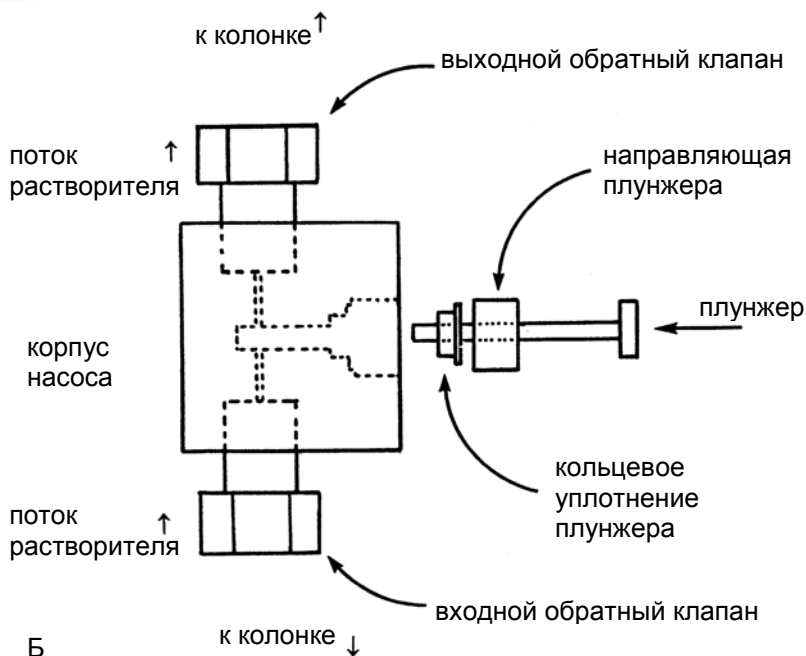 к колонке ↑
выходной обратный клапан
поток ↑
растворителя
направляющая
плунжера
плунжер
корпус
насоса
кольцевое
уплотнение
плунжера
поток ↑
растворителя
входной обратный клапан
Б
к колонке ↓